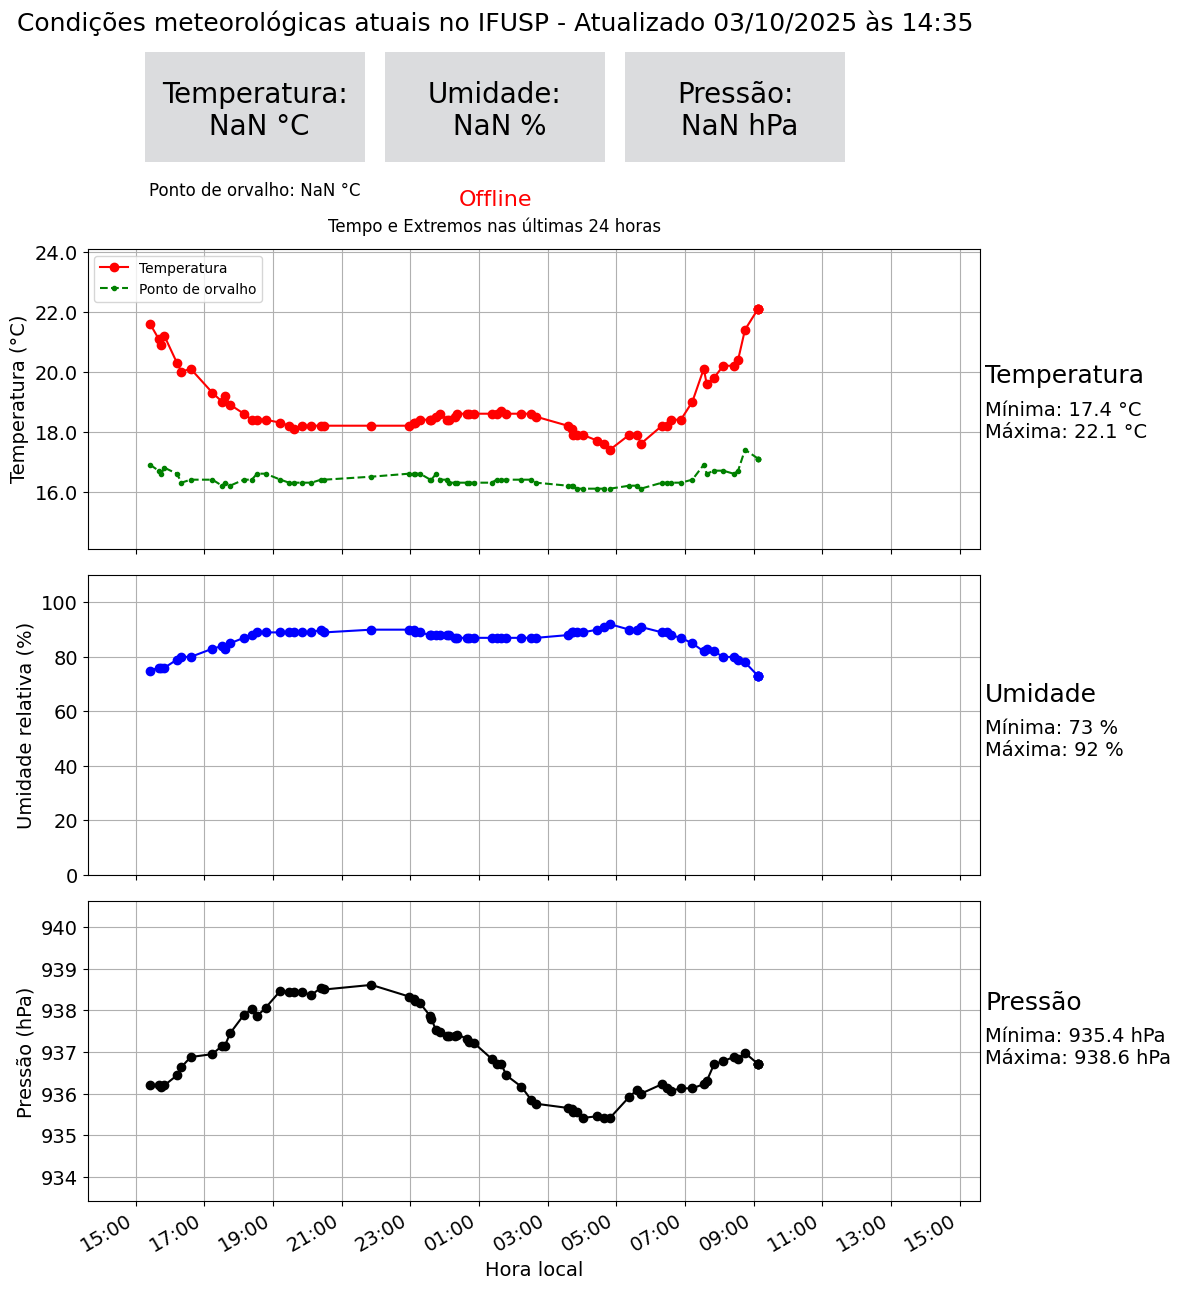 Condições meteorológicas atuais no IFUSP - Atualizado 03/10/2025 às 14:35
Temperatura:
NaN °C
Umidade:
NaN %
Pressão:
NaN hPa
Ponto de orvalho: NaN °C
Offline
Tempo e Extremos nas últimas 24 horas
Temperatura (°C)
24.0
22.0
20.0
18.0
16.0
Temperatura
Ponto de orvalho
Temperatura
Mínima: 17.4 °C
Máxima: 22.1 °C
Umidade relativa (%)
100
80
60
40
20
0
Umidade
Mínima: 73 %
Máxima: 92 %
Pressão (hPa)
940
939
938
937
936
935
934
Pressão
Mínima: 935.4 hPa
Máxima: 938.6 hPa
15:00 17:00 19:00 21:00 23:00 01:00 03:00 05:00 07:00 09:00 11:00 13:00 15:00
Hora local